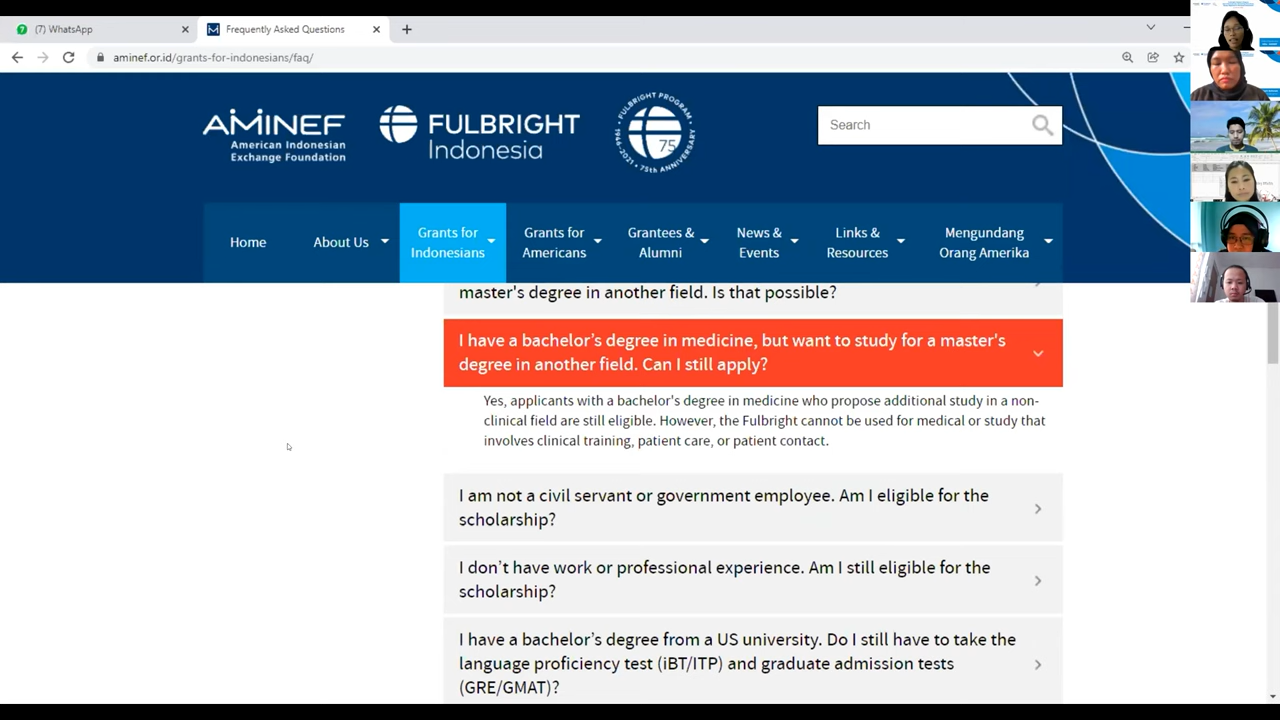 (7) WhatsApp
Frequently Asked Questions
aminef.or.id/grants-for-indonesians/faq/
AMINEF
American Indonesian
Exchange Foundation
FULBRIGHT
Indonesia
FULBRIGHT PROGRAM
1946-2021
75
75th ANNIVERSARY
Search
Home
About Us
Grants for
Indonesians
Grants for
Americans
Grantees &
Alumni
News &
Events
Links &
Resources
Mengundang
Orang Amerika
master's degree in another field. Is that possible?
I have a bachelor’s degree in medicine, but want to study for a master's
degree in another field. Can I still apply?
Yes, applicants with a bachelor's degree in medicine who propose additional study in a non-
clinical field are still eligible. However, the Fulbright cannot be used for medical or study that
involves clinical training, patient care, or patient contact.
I am not a civil servant or government employee. Am I eligible for the
scholarship?
I don’t have work or professional experience. Am I still eligible for the
scholarship?
I have a bachelor’s degree from a US university. Do I still have to take the
language proficiency test (iBT/ITP) and graduate admission tests
(GRE/GMAT)?